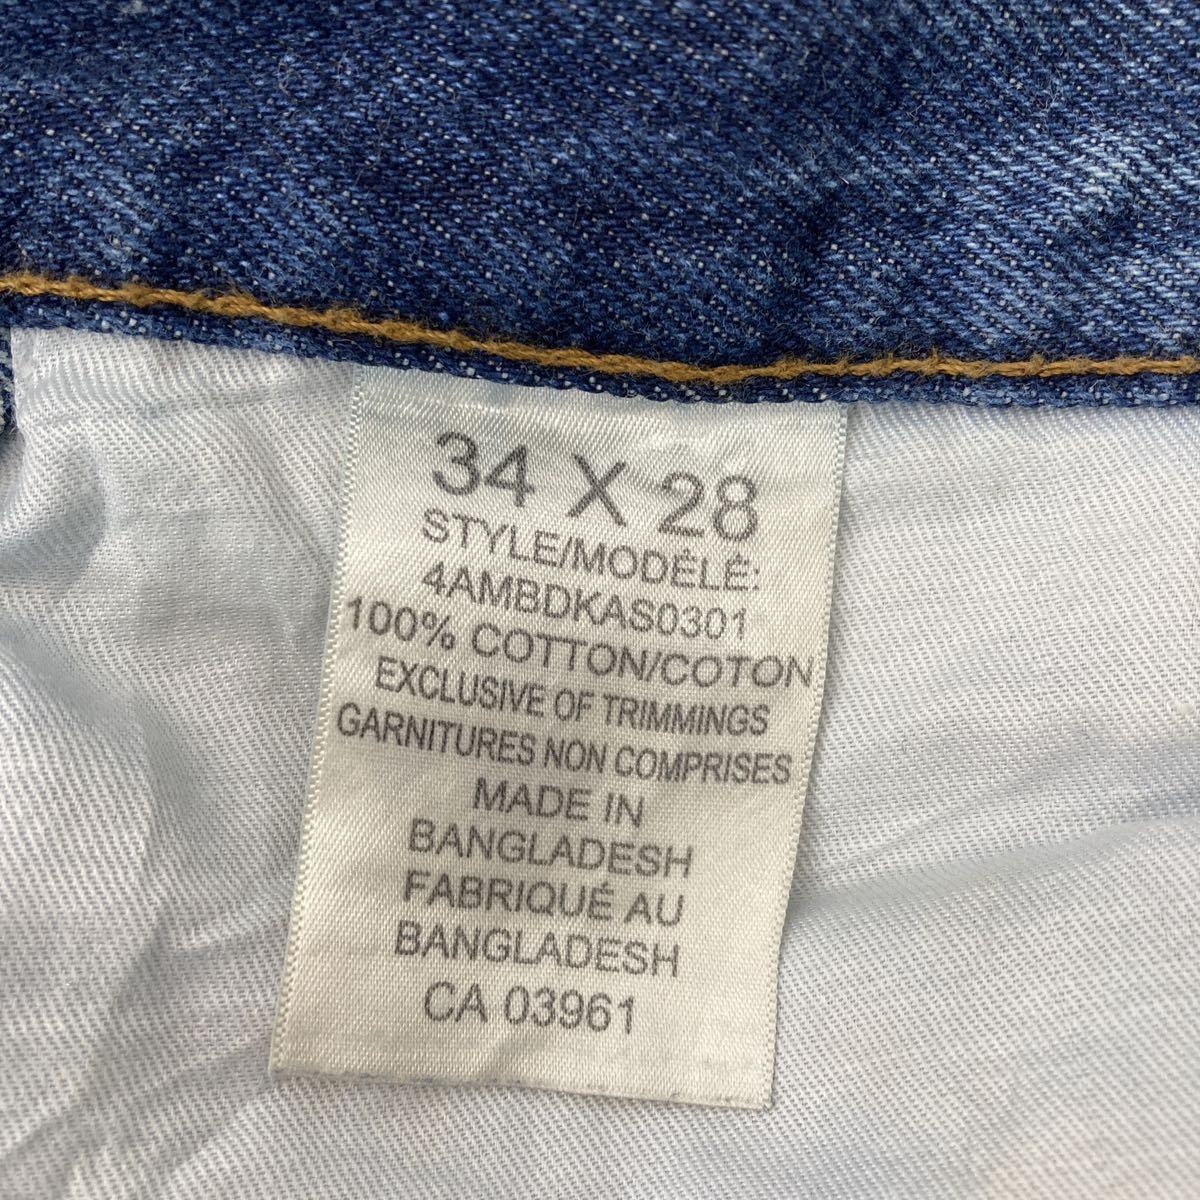 34 X 28
STYLE/MODÉLÉ:
4AMBDKAS0301
100% COTTON/COTON
EXCLUSIVE OF TRIMMINGS
GARNITURES NON COMPRISES
MADE IN
BANGLADESH
FABRIQUÉ AU
BANGLADESH
CA 03961